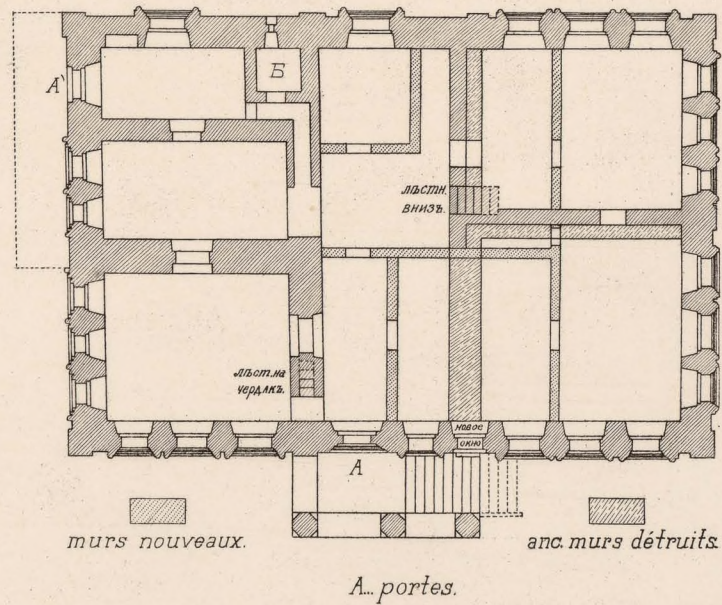 А'
Б
лѣстн.
внизъ.
лѣст. на
чердакъ.
новое
окно
А
murs nouveaux.
anc. murs détruits.
A... portes.